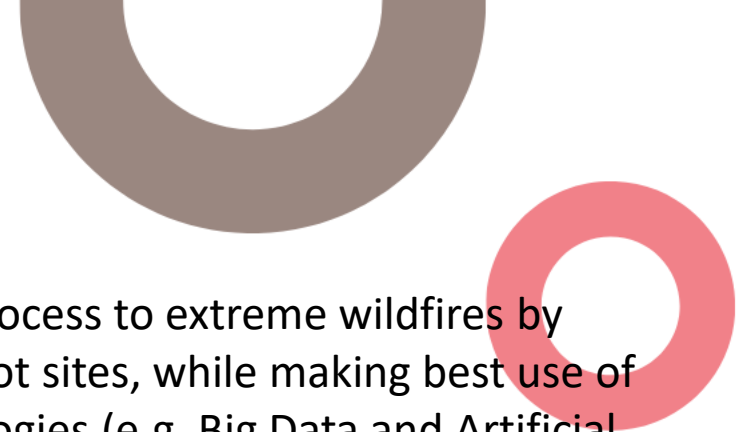 ocess to extreme wildfires by
ot sites, while making best use of
ogies (e.g. Big Data and Artificial